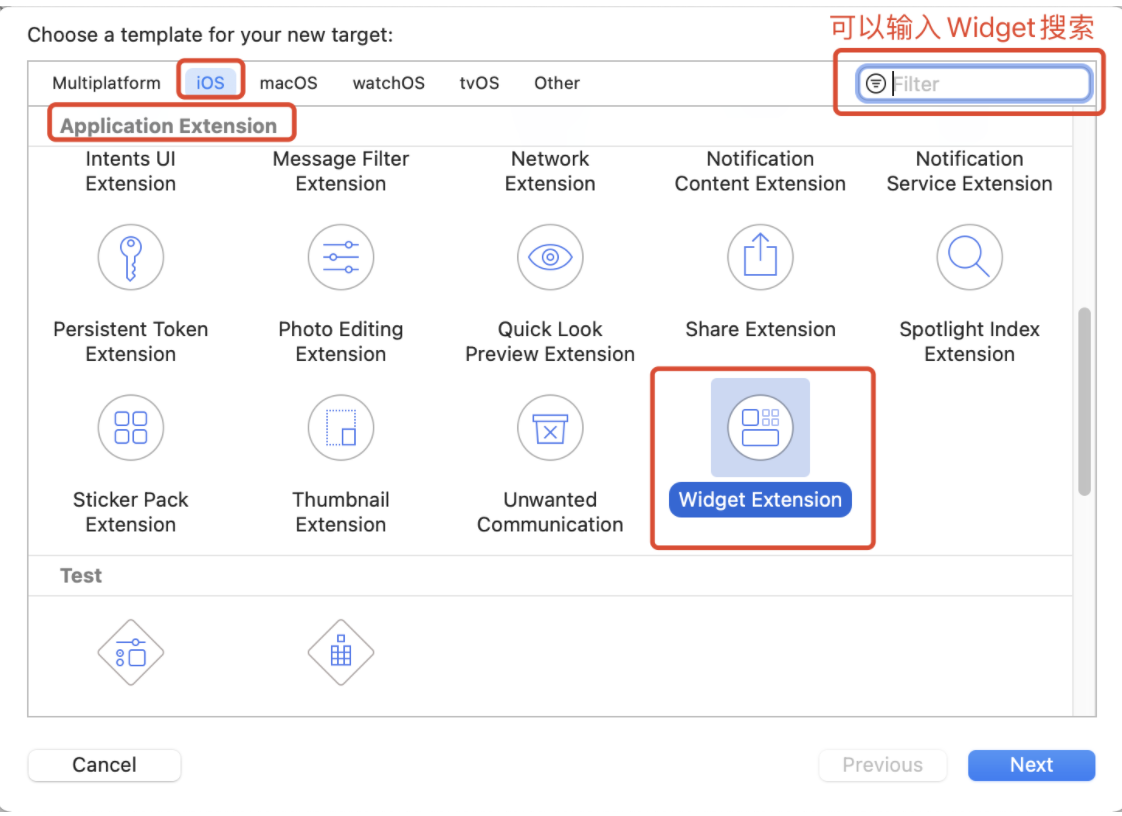 可以输入 Widget 搜索
Choose a template for your new target:
Multiplatform iOS macOS watchOS tvOS Other Filter
Application Extension
Intents UI Extension
Message Filter Extension
Network Extension
Notification Content Extension
Notification Service Extension
Persistent Token Extension
Photo Editing Extension
Quick Look Preview Extension
Share Extension
Spotlight Index Extension
Sticker Pack Extension
Thumbnail Extension
Unwanted Communication
Widget Extension
Test
Cancel Previous Next